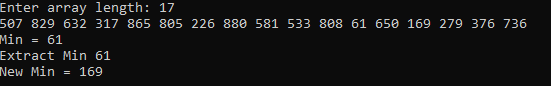 Enter array length: 17
507 829 632 317 865 805 226 880 581 533 808 61 650 169 279 376 736
Min = 61
Extract Min 61
New Min = 169